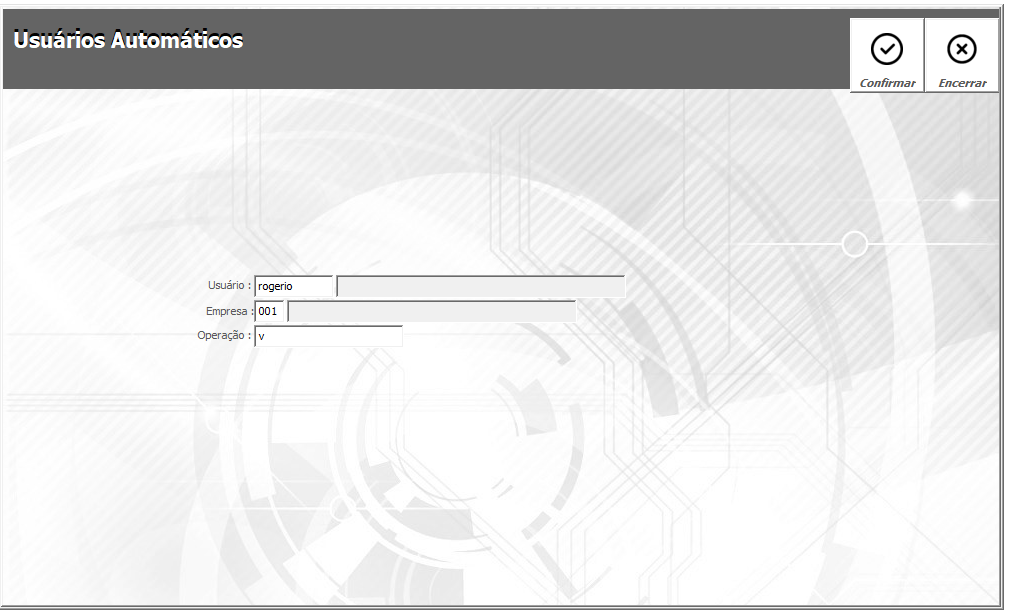 Usuários Automáticos
Confirmar
Encerrar
Usuário : rogerio
Empresa : 001
Operação : v